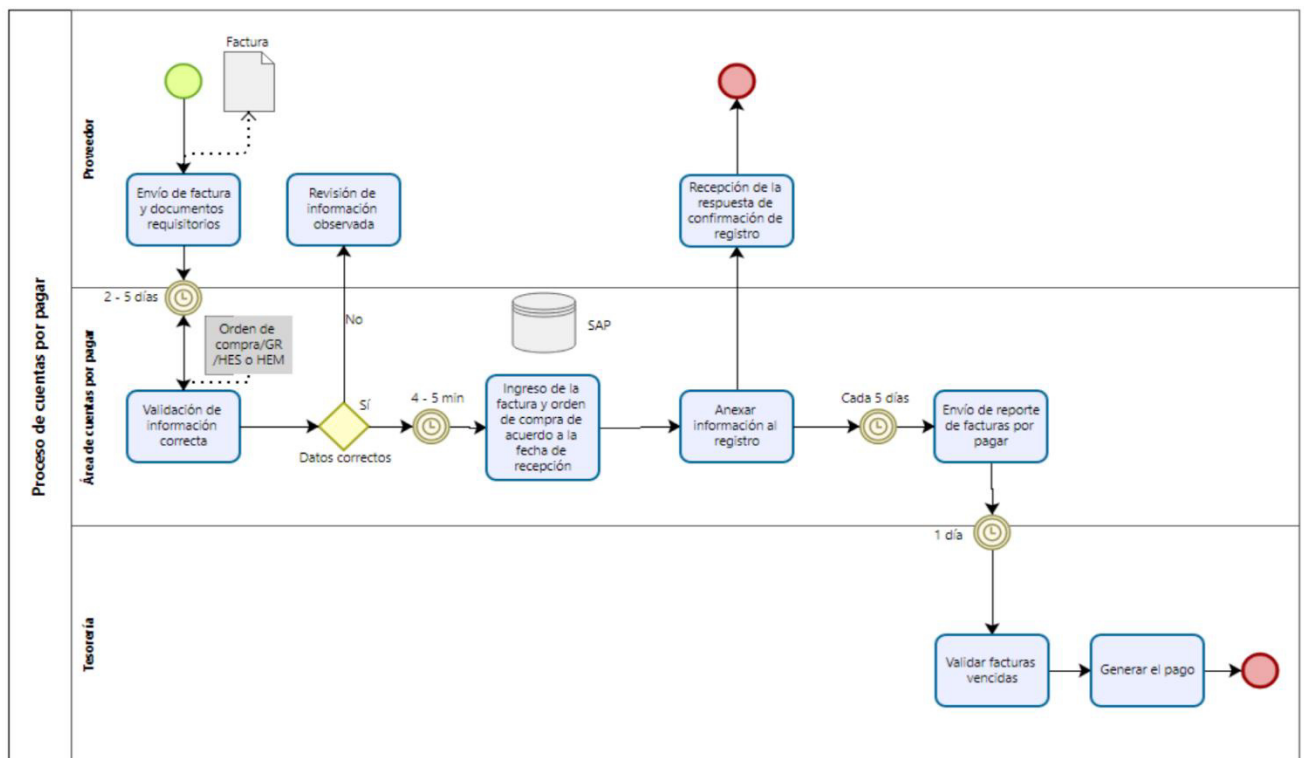 Proceso de cuentas por pagar
Proveedor
Factura
Envío de factura
y documentos
requisitorios
Revisión de
información
observada
Recepción de la
respuesta de
confirmación de
registro
Área de cuentas por pagar
2 - 5 días
Orden de
compra/GR
/HES o HEM
Validación de
información
correcta
No
Sí
Datos correctos
4 - 5 min
SAP
Ingreso de la
factura y orden
de compra de
acuerdo a la
fecha de
recepción
Anexar
información al
registro
Cada 5 días
Envío de reporte
de facturas por
pagar
Tesorería
1 día
Validar facturas
vencidas
Generar el pago